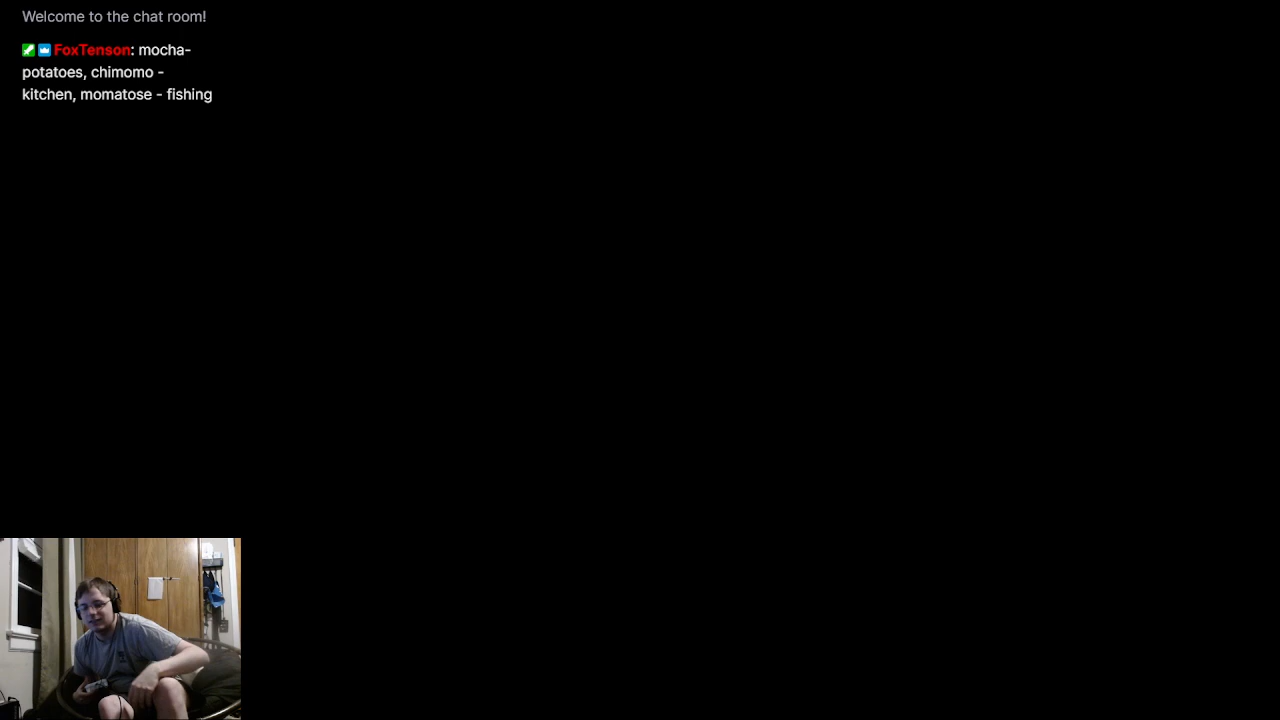 Welcome to the chat room!
FoxTenson: mocha-
potatoes, chimomo -
kitchen, momatose - fishing